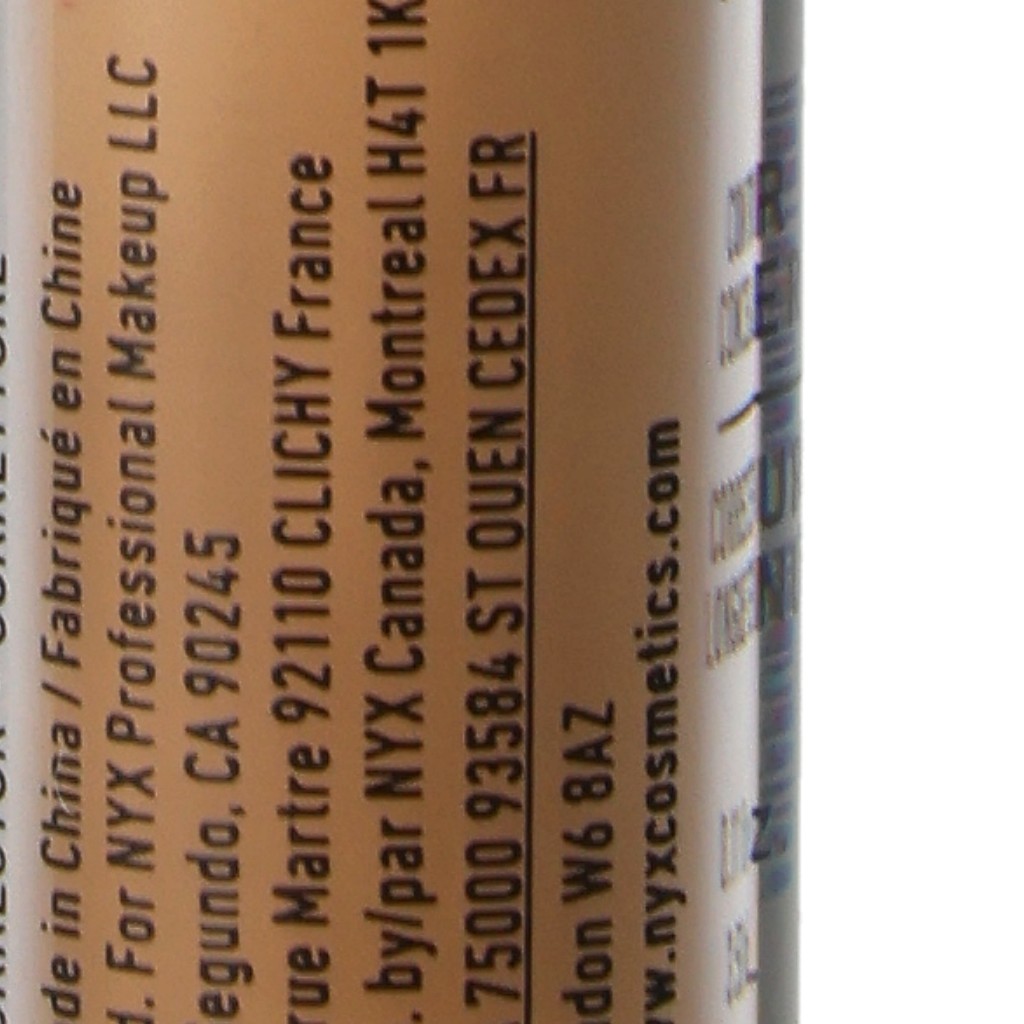 de in China / Fabriqué en Chine
d. For NYX Professional Makeup LLC
egundo, CA 90245
rue Martre 92110 CLICHY France
. by/par NYX Canada, Montreal H4T 1K
75000 93584 ST OUEN CEDEX FR
don W6 8AZ
w.nyxcosmetics.com